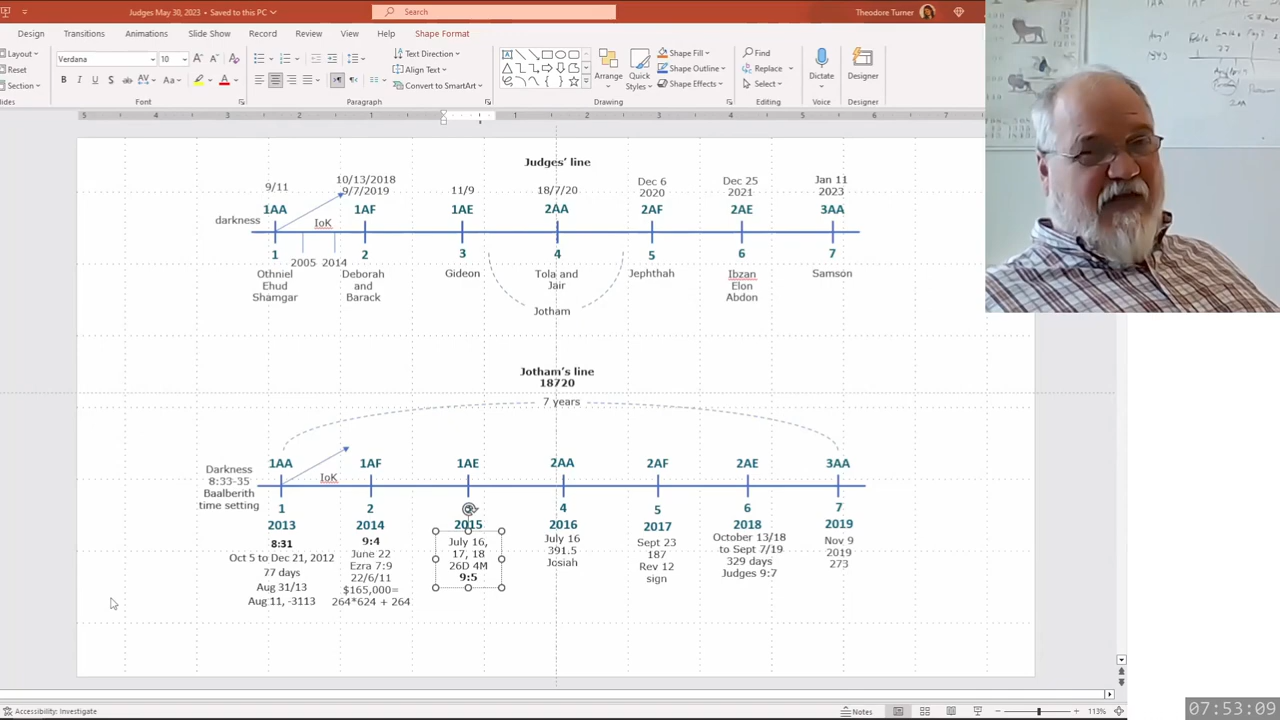 Judges May 30, 2023 • Saved to this PC
Search
Theodore Turner
Design Transitions Animations Slide Show Record Review View Help Shape Format
Layout
Reset
Section
Verdana 10
Text Direction
Align Text
Convert to SmartArt
Arrange
Quick Styles
Shape Fill
Shape Outline
Shape Effects
Find
Replace
Select
Dictate
Designer
Font Paragraph Drawing Editing Voice Designer
5 4 3 2 1 1 2 3 4 5 6 7
Judges' line
9/11
10/13/2018
9/7/2019
11/9
18/7/20
Dec 6
2020
Dec 25
2021
Jan 11
2023
1AA 1AF 1AE 2AA 2AF 2AE 3AA
darkness
IoK
1 2 3 4 5 6 7
2005 2014
Othniel
Ehud
Shamgar
Deborah
and
Barack
Gideon
Tola and
Jair
Jephthah
Ibzan
Elon
Abdon
Samson
Jotham
Jotham's line
18720
7 years
1AA 1AF 1AE 2AA 2AF 2AE 3AA
Darkness
8:33-35
Baalberith
time setting
IoK
1 2 4 5 6 7
2013 2014 2015 2016 2017 2018 2019
8:31
Oct 5 to Dec 21, 2012
77 days
Aug 31/13
Aug 11, -3113
9:4
June 22
Ezra 7:9
22/6/11
$165,000=
264*624 + 264
July 16,
17, 18
26D 4M
9:5
July 16
391.5
Josiah
Sept 23
187
Rev 12
sign
October 13/18
to Sept 7/19
329 days
Judges 9:7
Nov 9
2019
273
Accessibility: Investigate
Notes
113%
07:53:09